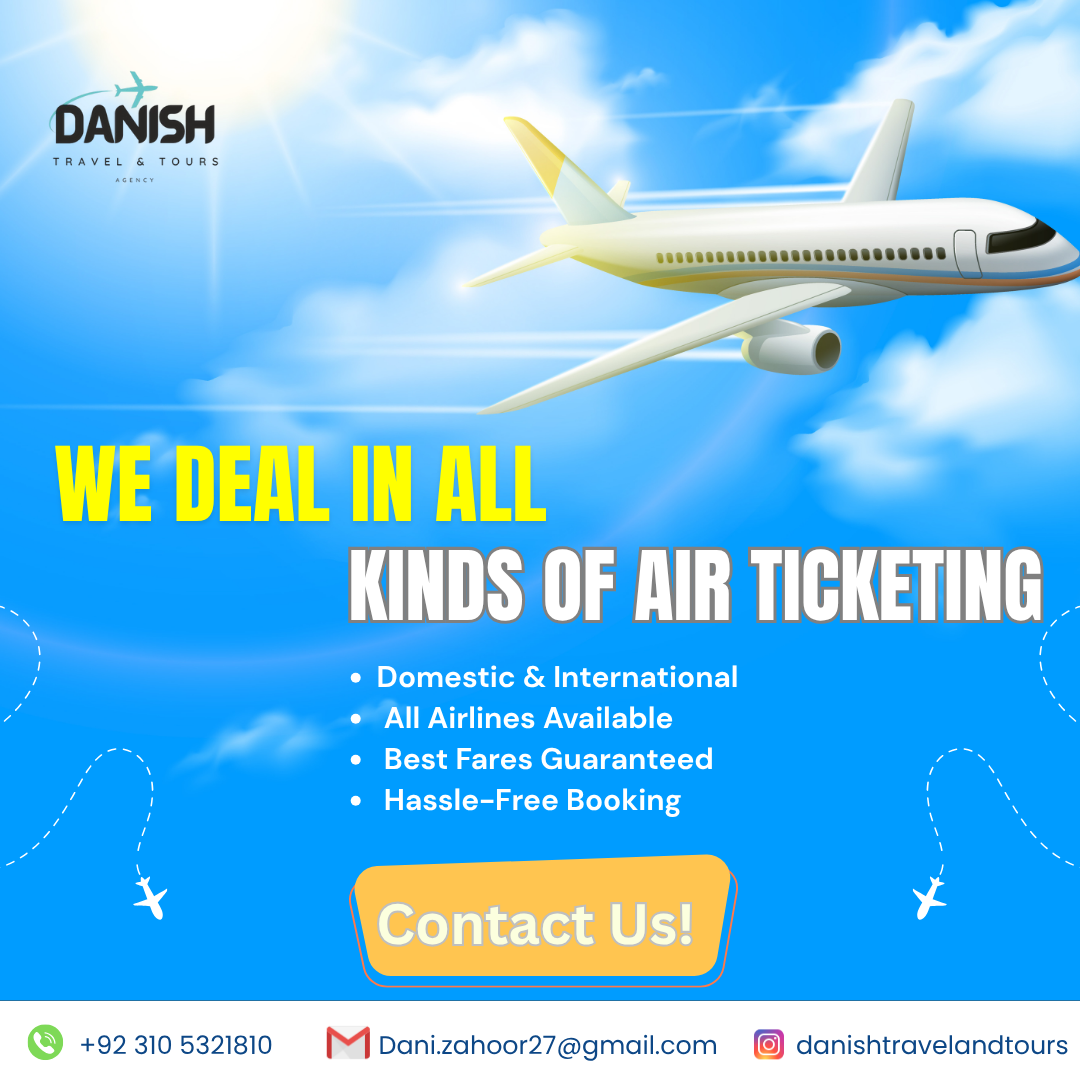 DANISH
TRAVEL & TOURS
AGENCY
WE DEAL IN ALL
KINDS OF AIR TICKETING
• Domestic & International
• All Airlines Available
• Best Fares Guaranteed
• Hassle-Free Booking
Contact Us!
+92 310 5321810 Dani.zahoor27@gmail.com danishtravelandtours